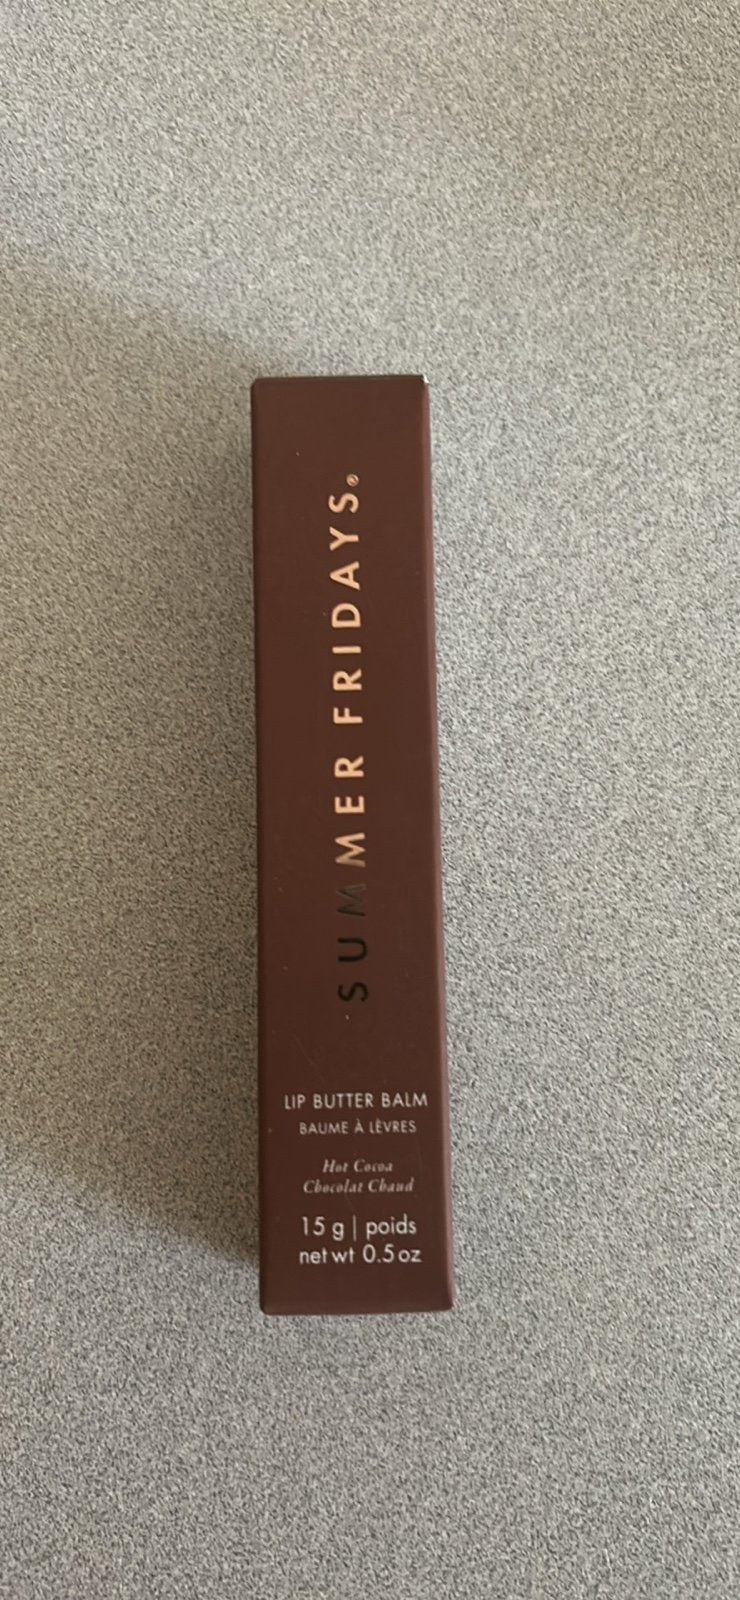 SUMMER FRIDAYS.®
LIP BUTTER BALM
BAUME À LÈVRES
Hot Cocoa
Chocolat Chaud
15 g | poids
net wt 0.5 oz